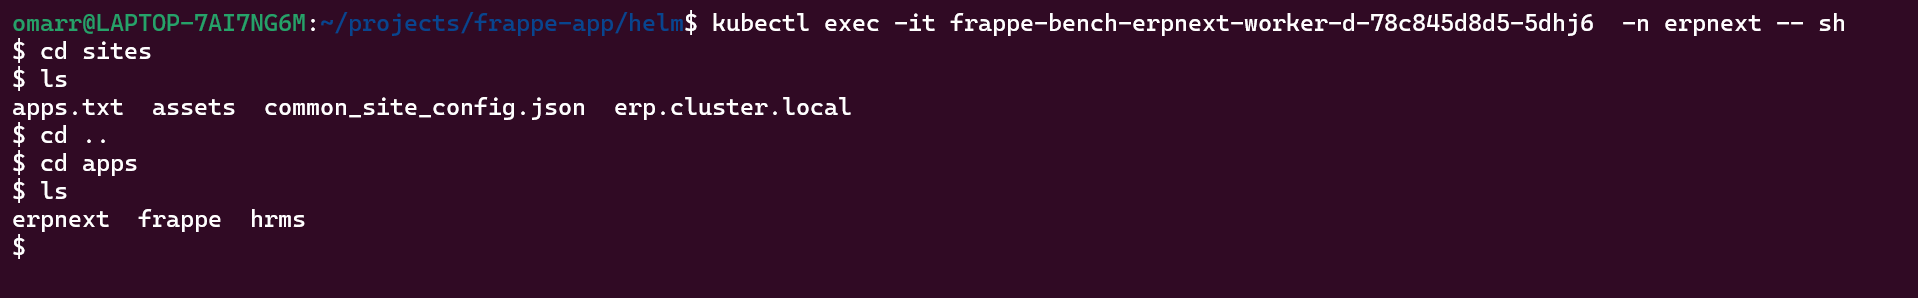 omarr@LAPTOP-7AI7NG6M:~/projects/frappe-app/helm$ kubectl exec -it frappe-bench-erpnext-worker-d-78c845d8d5-5dhj6  -n erpnext -- sh
$ cd sites
$ ls
apps.txt  assets  common_site_config.json  erp.cluster.local
$ cd ..
$ cd apps
$ ls
erpnext  frappe  hrms
$